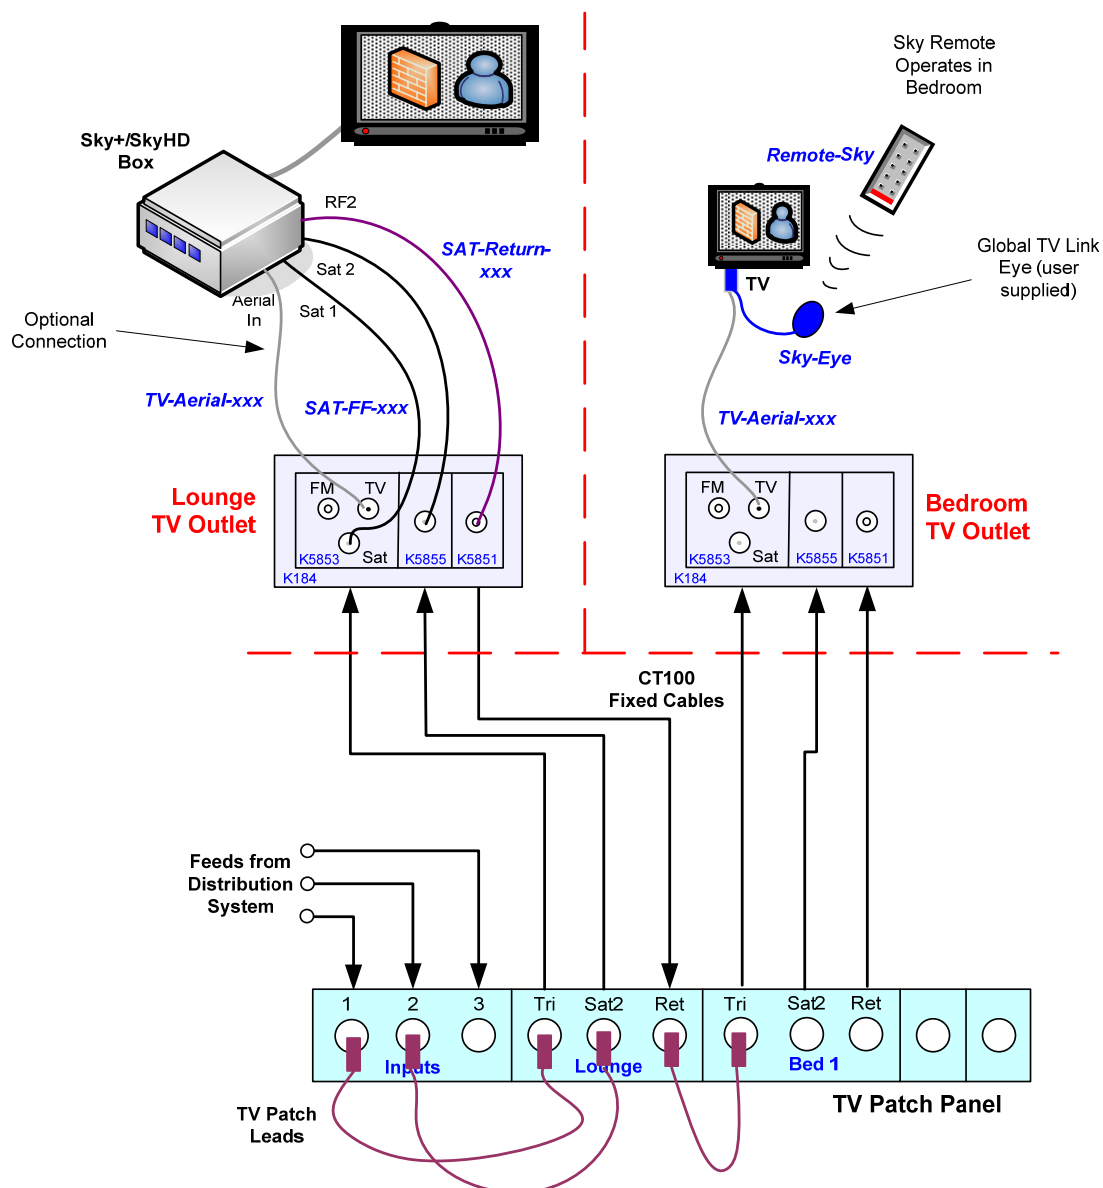 Sky+/SkyHD
Box
RF2
SAT-Return-
xxx
Sat 2
Sat 1
Aerial
In
Optional
Connection
TV-Aerial-xxx
SAT-FF-xxx
Sky Remote
Operates in
Bedroom
Remote-Sky
Global TV Link
Eye (user
supplied)
TV
Sky-Eye
TV-Aerial-xxx
Lounge
TV Outlet
FM
TV
Sat
K5853
K5855
K5851
K184
FM
TV
Sat
K5853
K5855
K5851
K184
Bedroom
TV Outlet
CT100
Fixed Cables
Feeds from
Distribution
System
1
2
3
Tri
Sat2
Ret
Tri
Sat2
Ret
Inputs
Lounge
Bed 1
TV Patch
Leads
TV Patch Panel